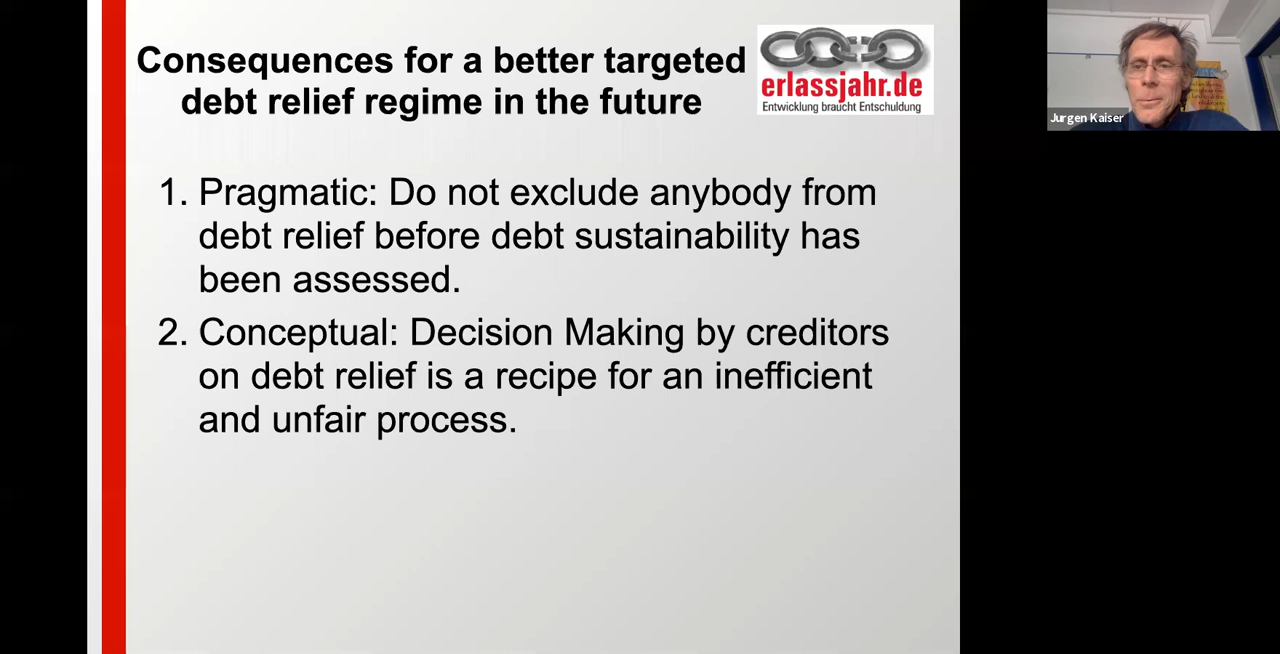 Consequences for a better targeted
debt relief regime in the future
erlassjahr.de
Entwicklung braucht Entschuldung
1. Pragmatic: Do not exclude anybody from
debt relief before debt sustainability has
been assessed.
2. Conceptual: Decision Making by creditors
on debt relief is a recipe for an inefficient
and unfair process.
Jurgen Kaiser